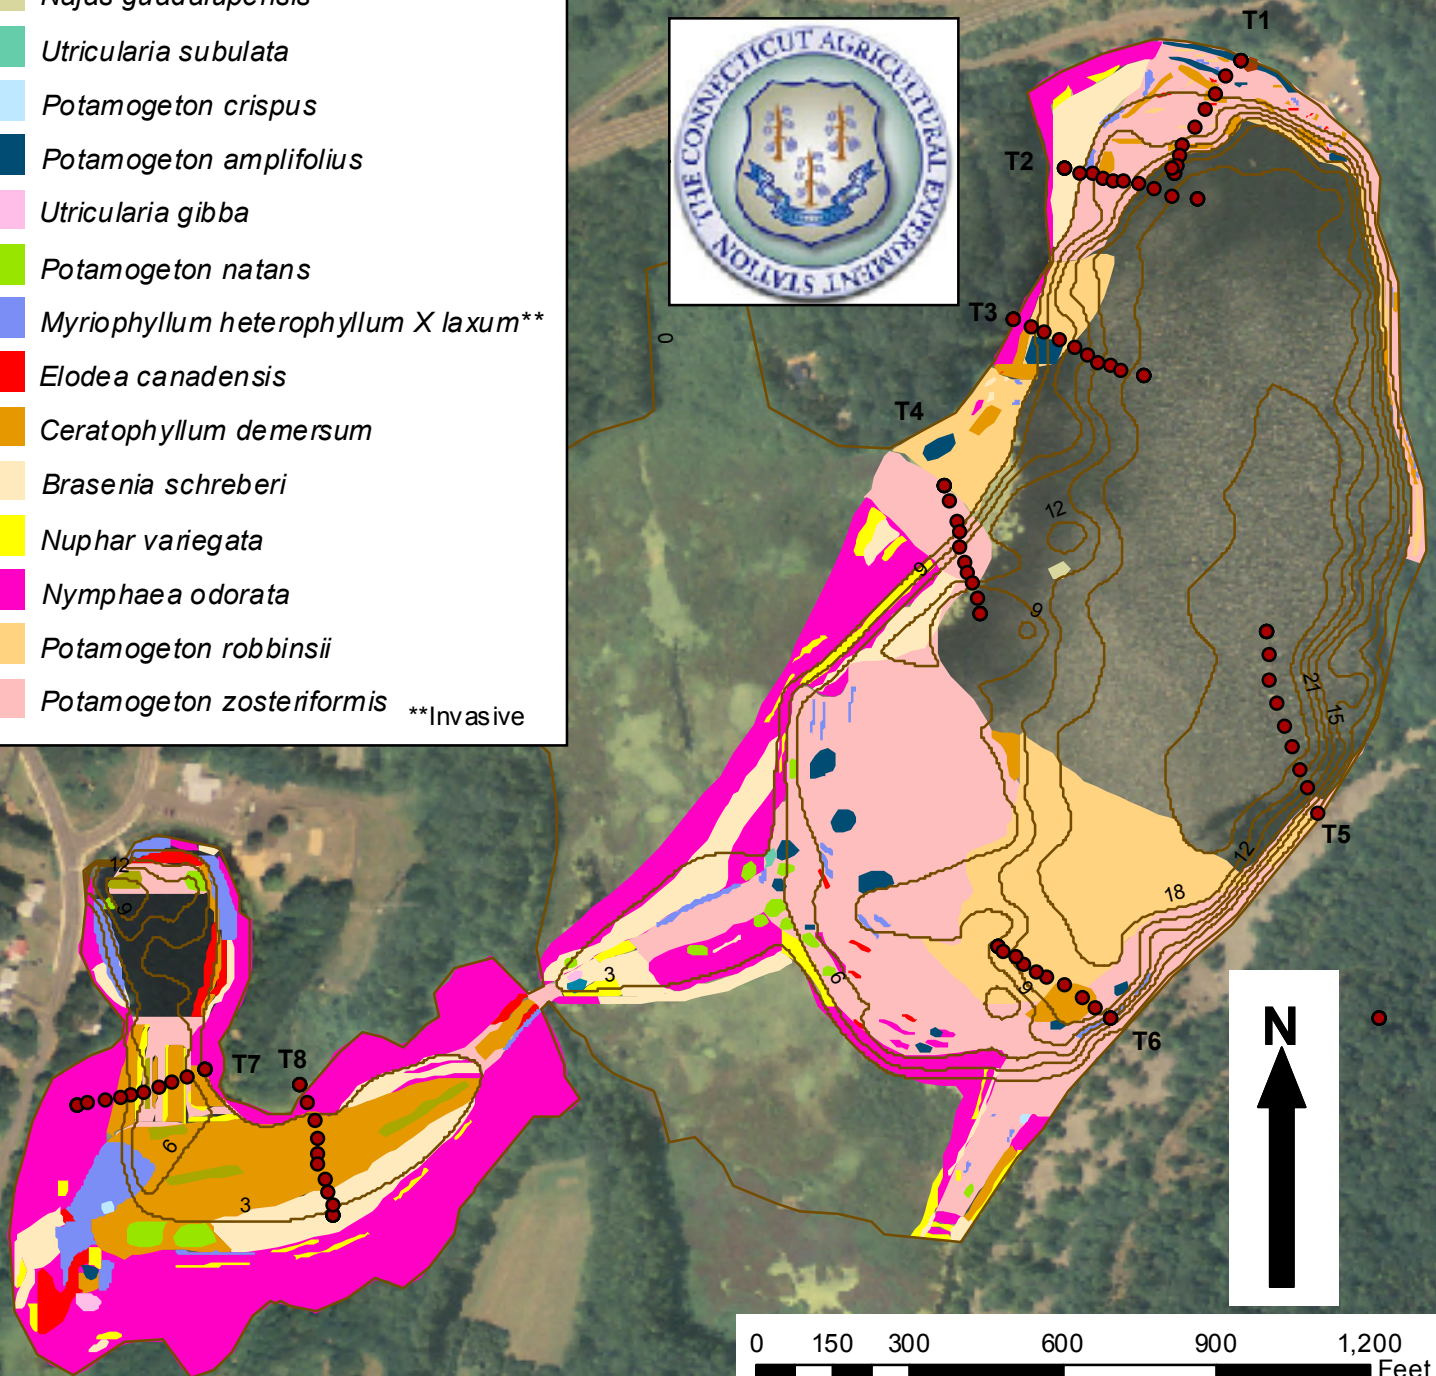 Najas guadalupensis
Utricularia subulata
Potamogeton crispus
Potamogeton amplifolius
Utricularia gibba
Potamogeton natans
Myriophyllum heterophyllum X laxum**
Elodea canadensis
Ceratophyllum demersum
Brasenia schreberi
Nuphar variegata
Nymphaea odorata
Potamogeton robbinsii
Potamogeton zosteriformis
**Invasive
THE CONNECTICUT AGRICULTURAL EXPERIMENT STATION
T1
T2
T3
T4
0
12
9
9
21
15
T5
12
18
9
6
3
T6
N
12
9
T7
T8
6
3
0 150 300 600 900 1,200
Feet